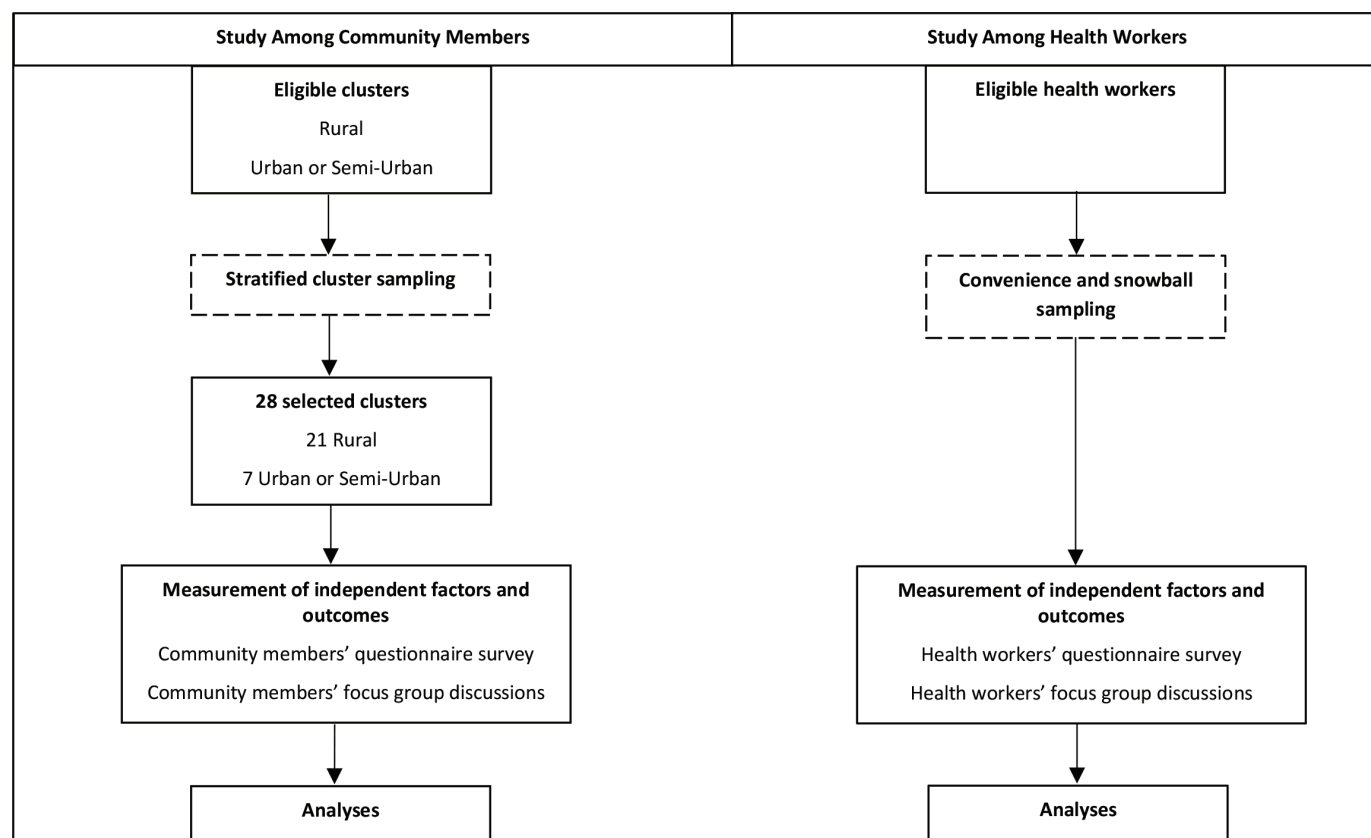 Study Among Community Members
Study Among Health Workers
Eligible clusters
Rural
Urban or Semi-Urban
Stratified cluster sampling
28 selected clusters
21 Rural
7 Urban or Semi-Urban
Measurement of independent factors and
outcomes
Community members’ questionnaire survey
Community members’ focus group discussions
Analyses
Eligible health workers
Convenience and snowball
sampling
Measurement of independent factors and
outcomes
Health workers’ questionnaire survey
Health workers’ focus group discussions
Analyses